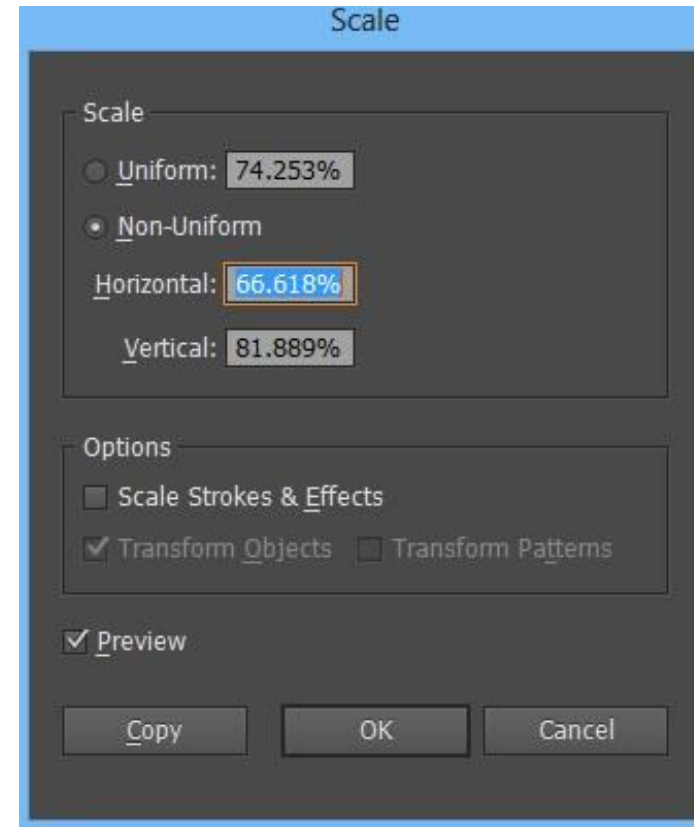 Scale
Scale
Uniform: 74.253%
Non-Uniform
Horizontal: 66.618%
Vertical: 81.889%
Options
Scale Strokes & Effects
Transform Objects Transform Patterns
Preview
Copy OK Cancel